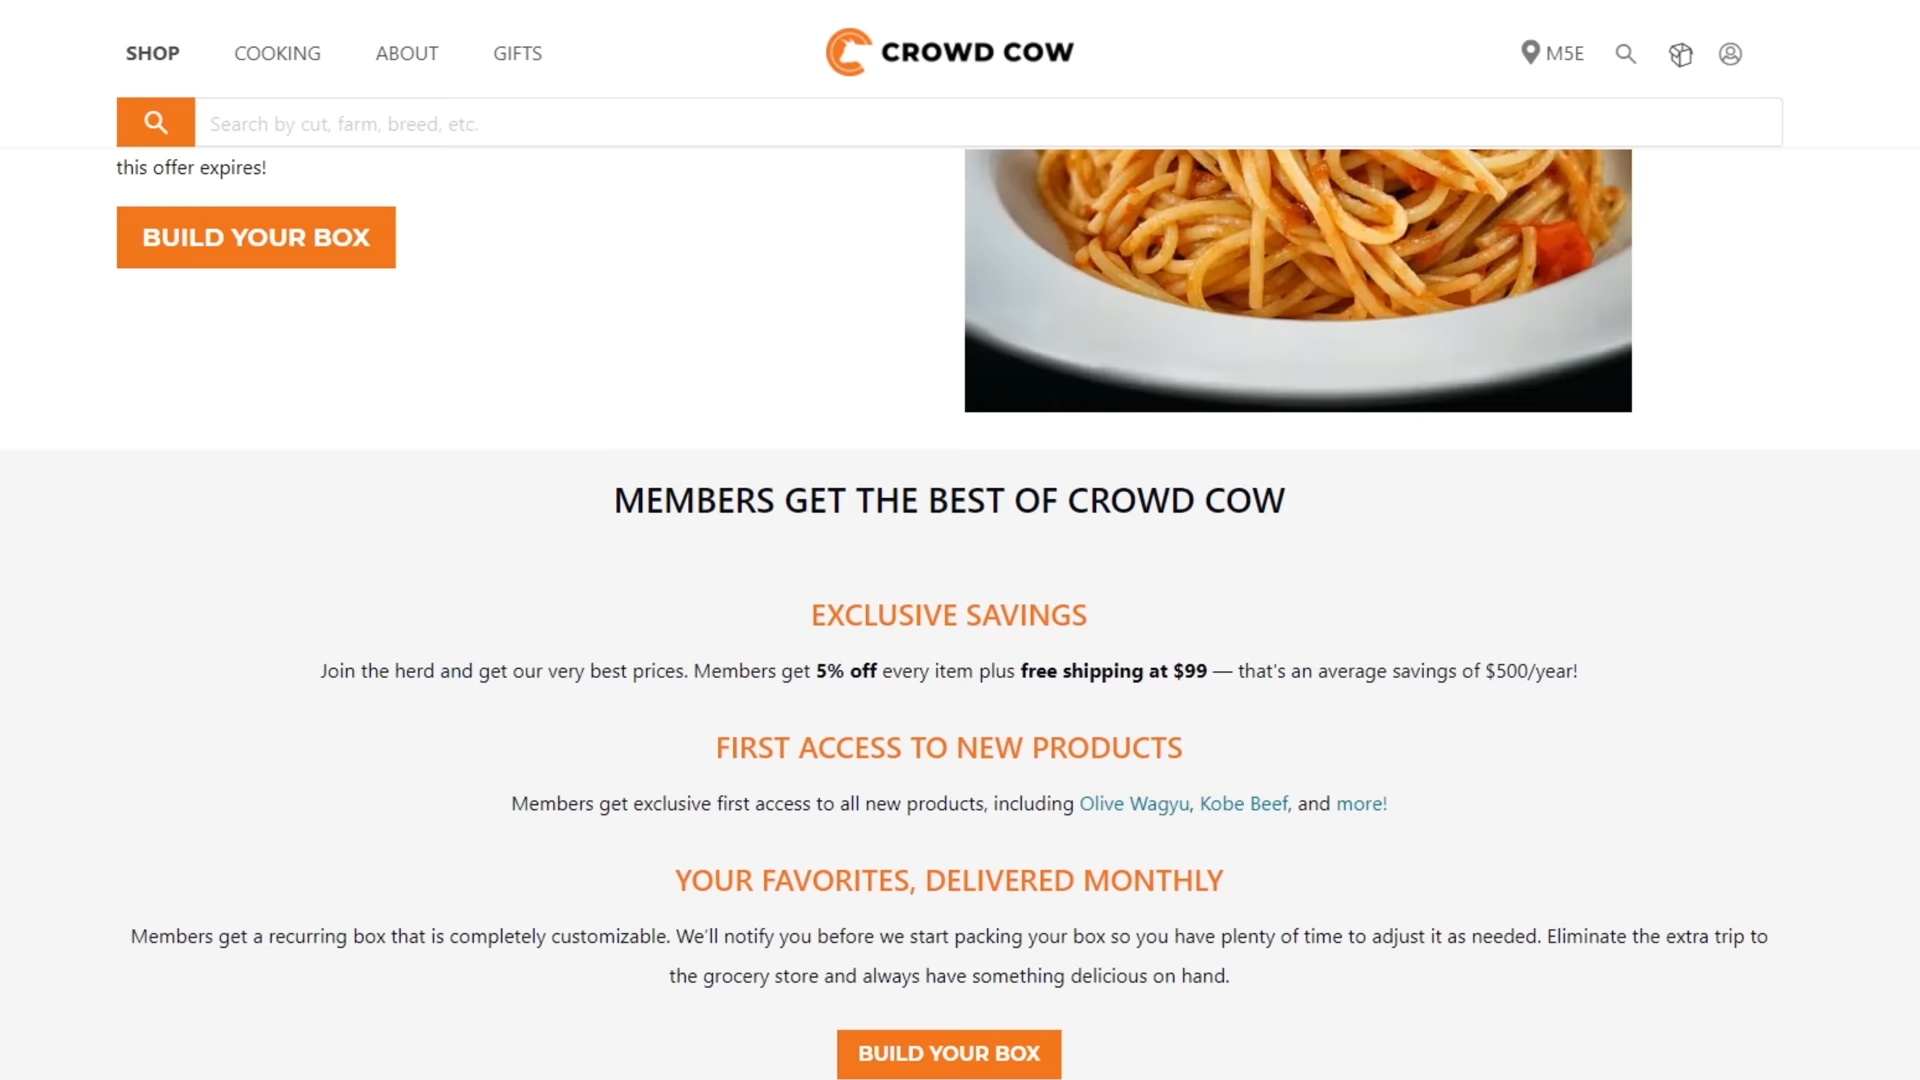 SHOP COOKING ABOUT GIFTS CROWD COW M5E
Search by cut, farm, breed, etc.
this offer expires!
BUILD YOUR BOX
MEMBERS GET THE BEST OF CROWD COW
EXCLUSIVE SAVINGS
Join the herd and get our very best prices. Members get 5% off every item plus free shipping at $99 — that's an average savings of $500/year!
FIRST ACCESS TO NEW PRODUCTS
Members get exclusive first access to all new products, including Olive Wagyu, Kobe Beef, and more!
YOUR FAVORITES, DELIVERED MONTHLY
Members get a recurring box that is completely customizable. We'll notify you before we start packing your box so you have plenty of time to adjust it as needed. Eliminate the extra trip to
the grocery store and always have something delicious on hand.
BUILD YOUR BOX